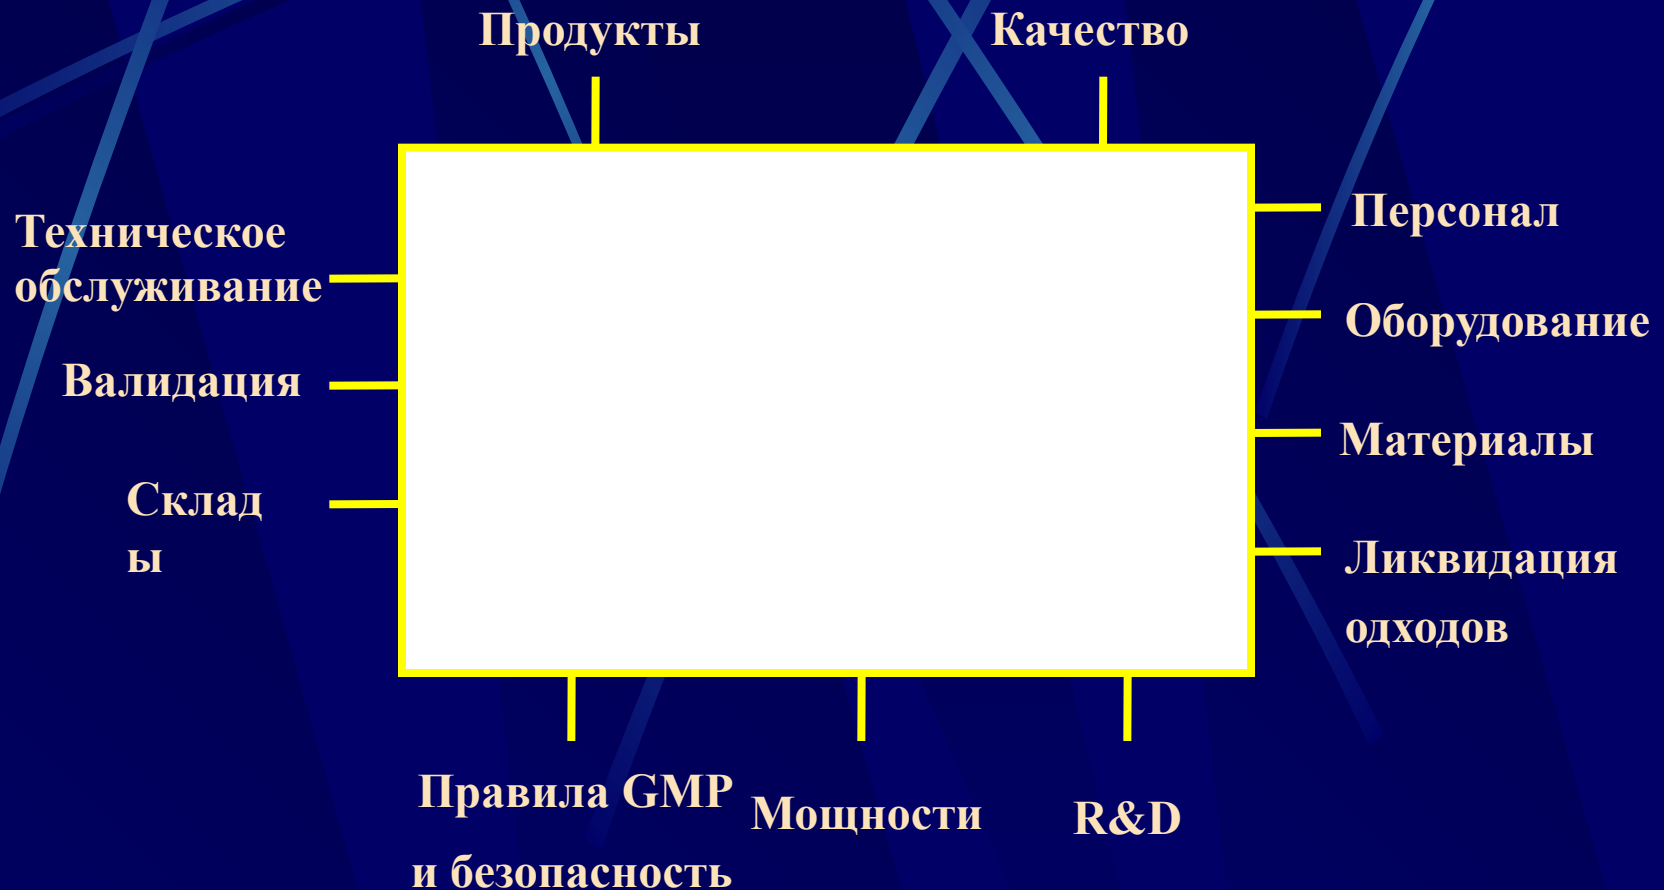 Продукты
Качество
Техническое
обслуживание
Валидация
Склад
ы
Персонал
Оборудование
Материалы
Ликвидация
одходов
Правила GMP
и безопасность
Мощности
R&D